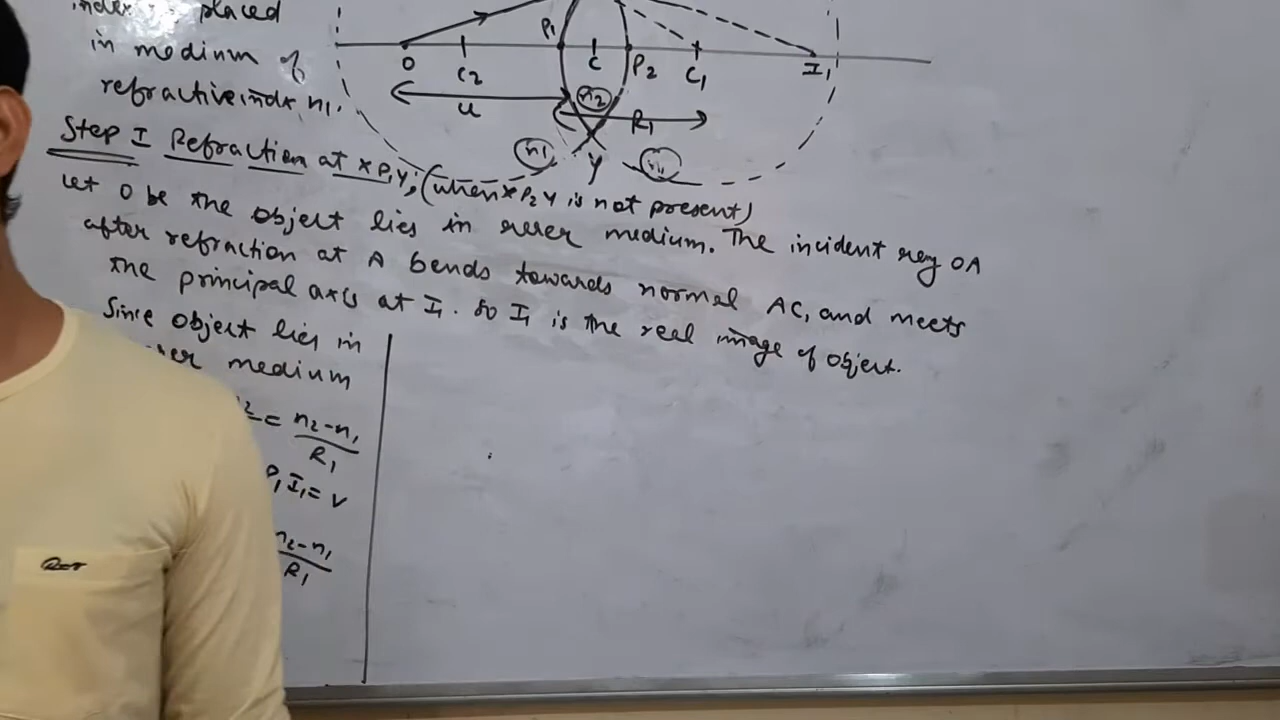 index placed
in medium of
refractive index n1.
P1
O
C2
C
P2
C1
I1
u
n2
R1
n1
n1
Y
Step I Refraction at XP1Y; (when XP2Y is not present)
Let O be the object lies in rarer medium. The incident ray OA
after refraction at A bends towards normal AC1 and meets
the principal axis at I1. So I1 is the real image of object.
Since object lies in
medium
= n2-n1
R1
P1I1 = v
n2-n1
R1